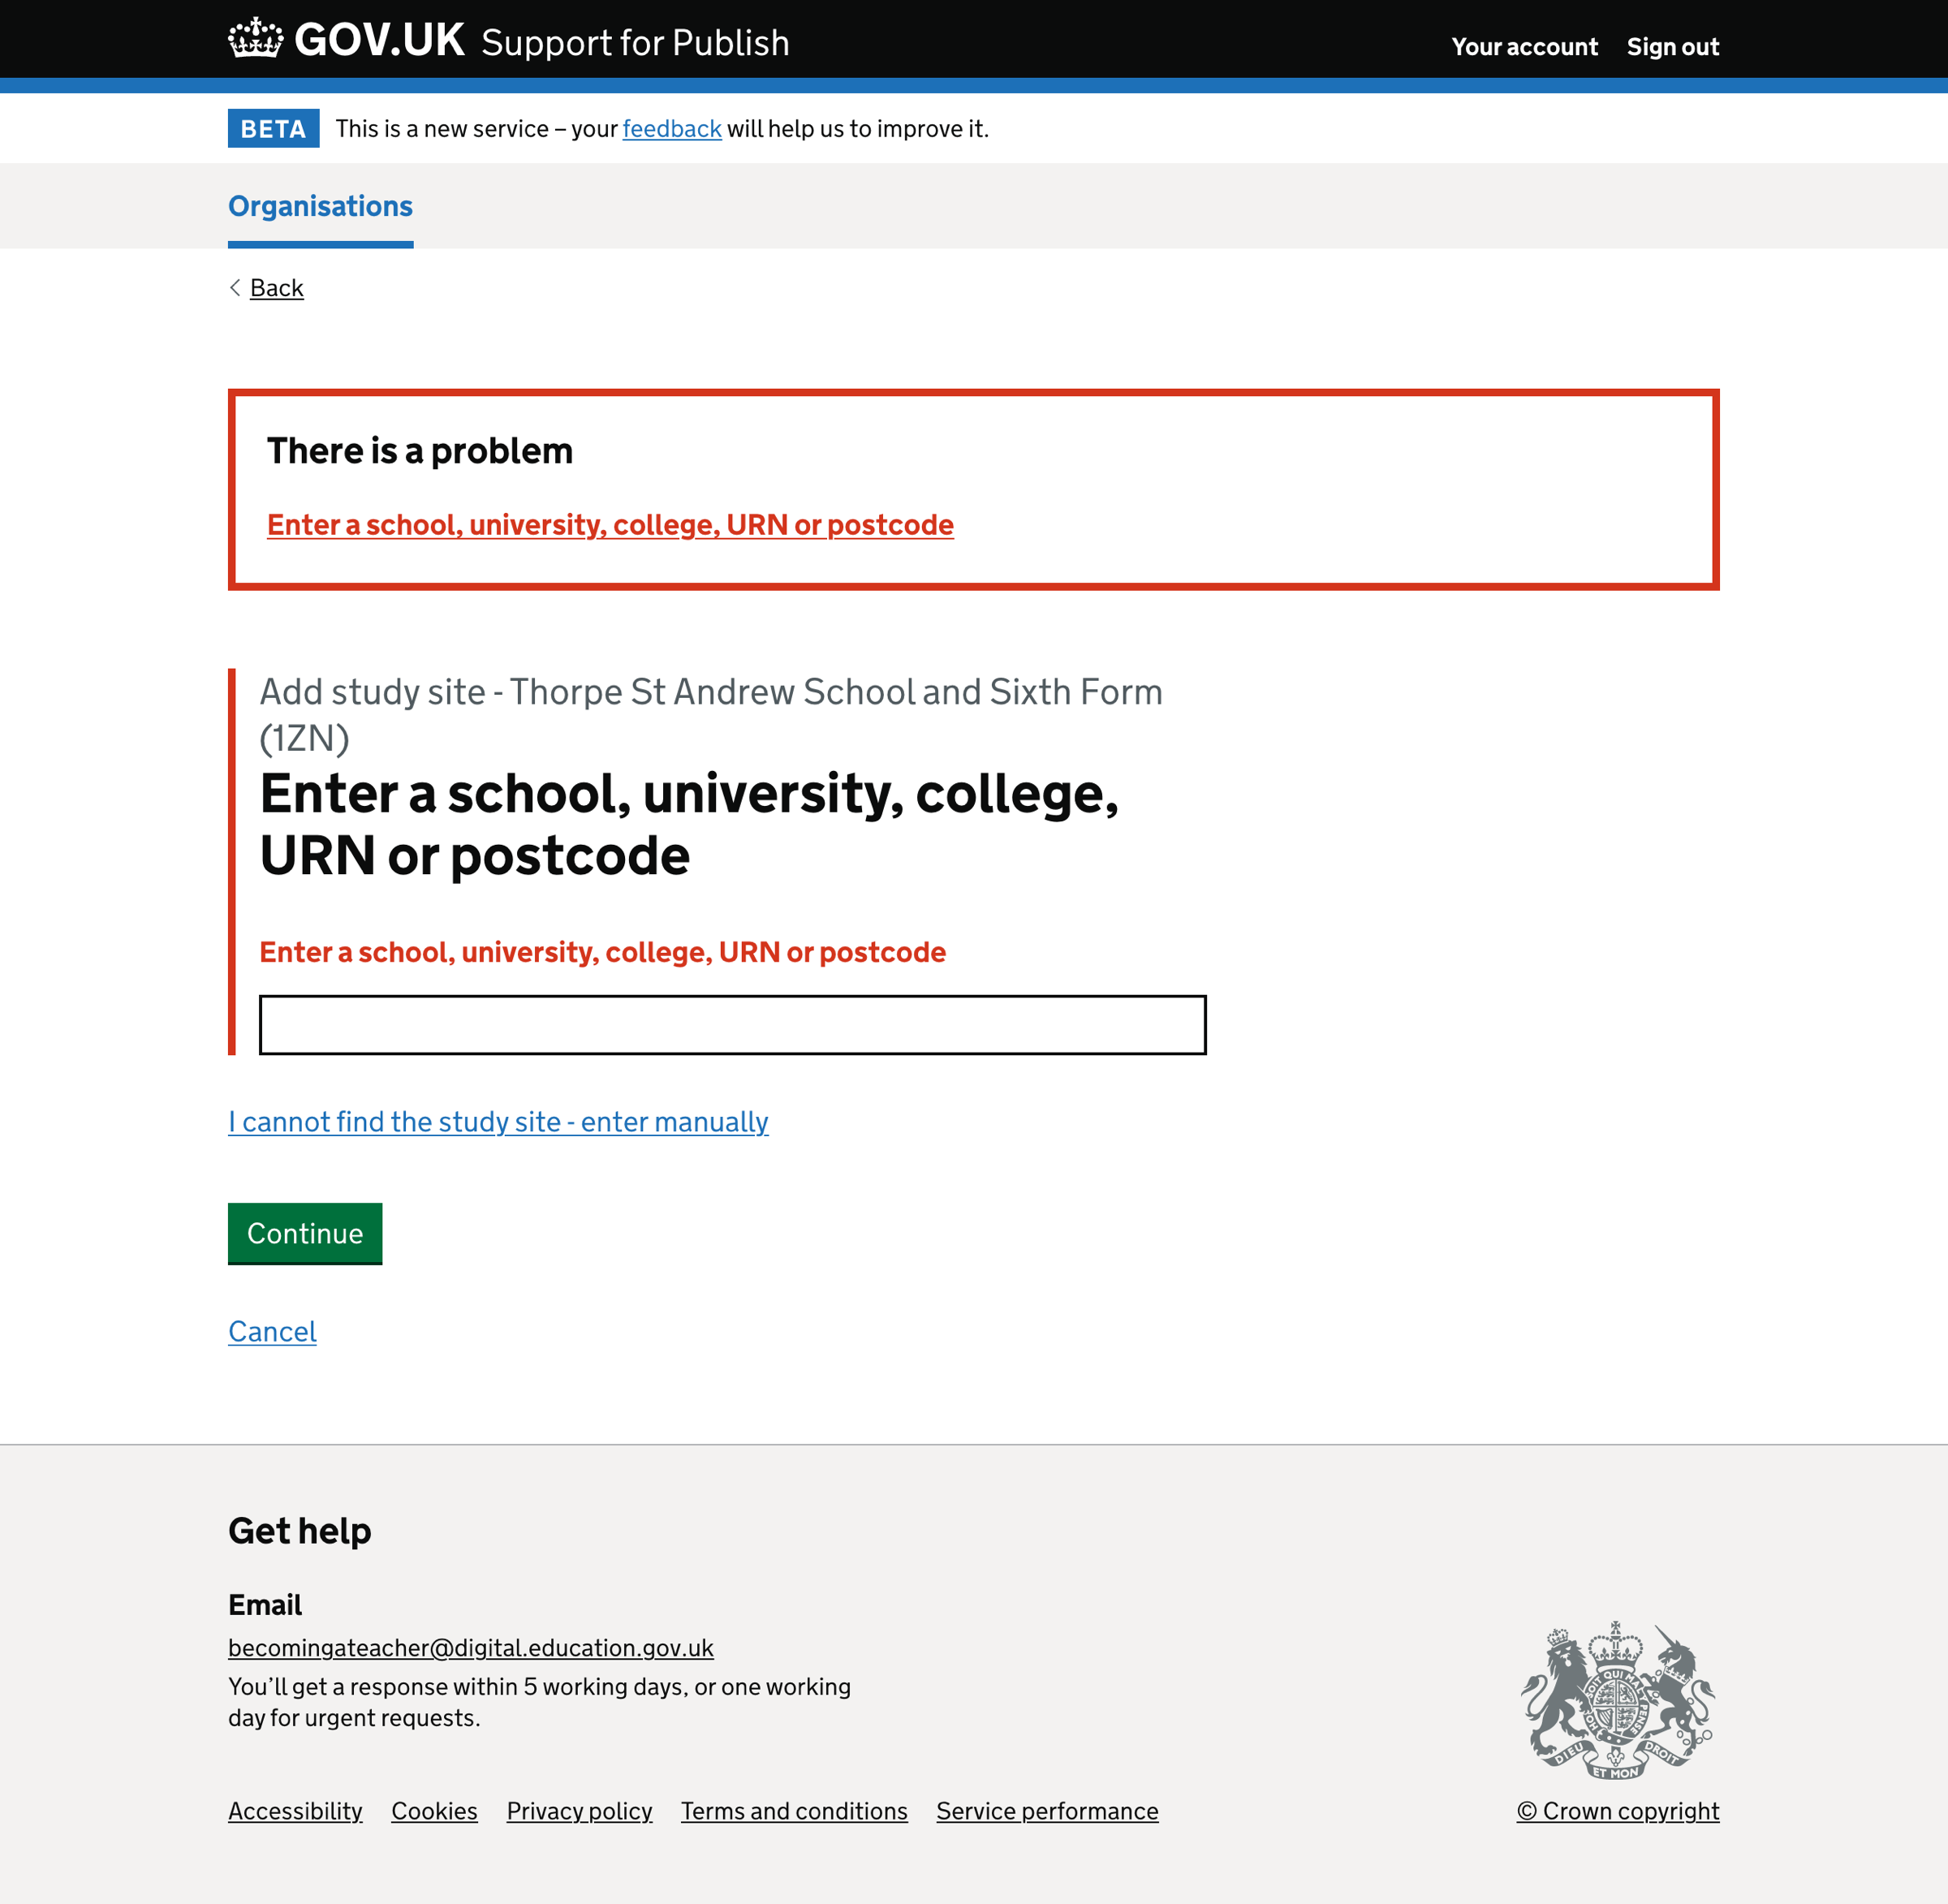 GOV.UK Support for Publish
Your account Sign out
BETA This is a new service – your feedback will help us to improve it.
Organisations
Back
There is a problem
Enter a school, university, college, URN or postcode
Add study site - Thorpe St Andrew School and Sixth Form
(1ZN)
Enter a school, university, college,
URN or postcode
Enter a school, university, college, URN or postcode
I cannot find the study site - enter manually
Continue
Cancel
Get help
Email
becomingateacher@digital.education.gov.uk
You’ll get a response within 5 working days, or one working
day for urgent requests.
DIEU ET MON DROIT
Accessibility Cookies Privacy policy Terms and conditions Service performance
© Crown copyright